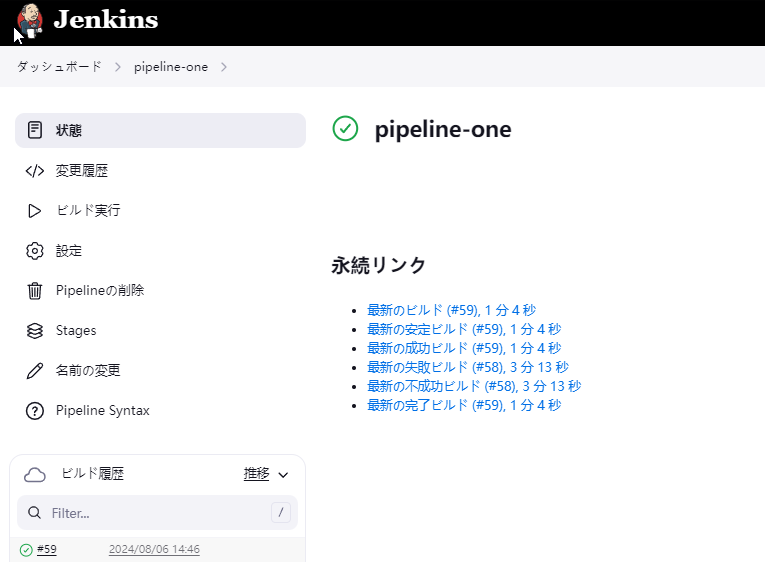 Jenkins
ダッシュボード > pipeline-one >
状態
変更履歴
ビルド実行
設定
Pipelineの削除
Stages
名前の変更
Pipeline Syntax
ビルド履歴 推移
Filter... /
#59 2024/08/06 14:46
pipeline-one
永続リンク
最新のビルド (#59), 1 分 4 秒
最新の安定ビルド (#59), 1 分 4 秒
最新の成功ビルド (#59), 1 分 4 秒
最新の失敗ビルド (#58), 3 分 13 秒
最新の不成功ビルド (#58), 3 分 13 秒
最新の完了ビルド (#59), 1 分 4 秒